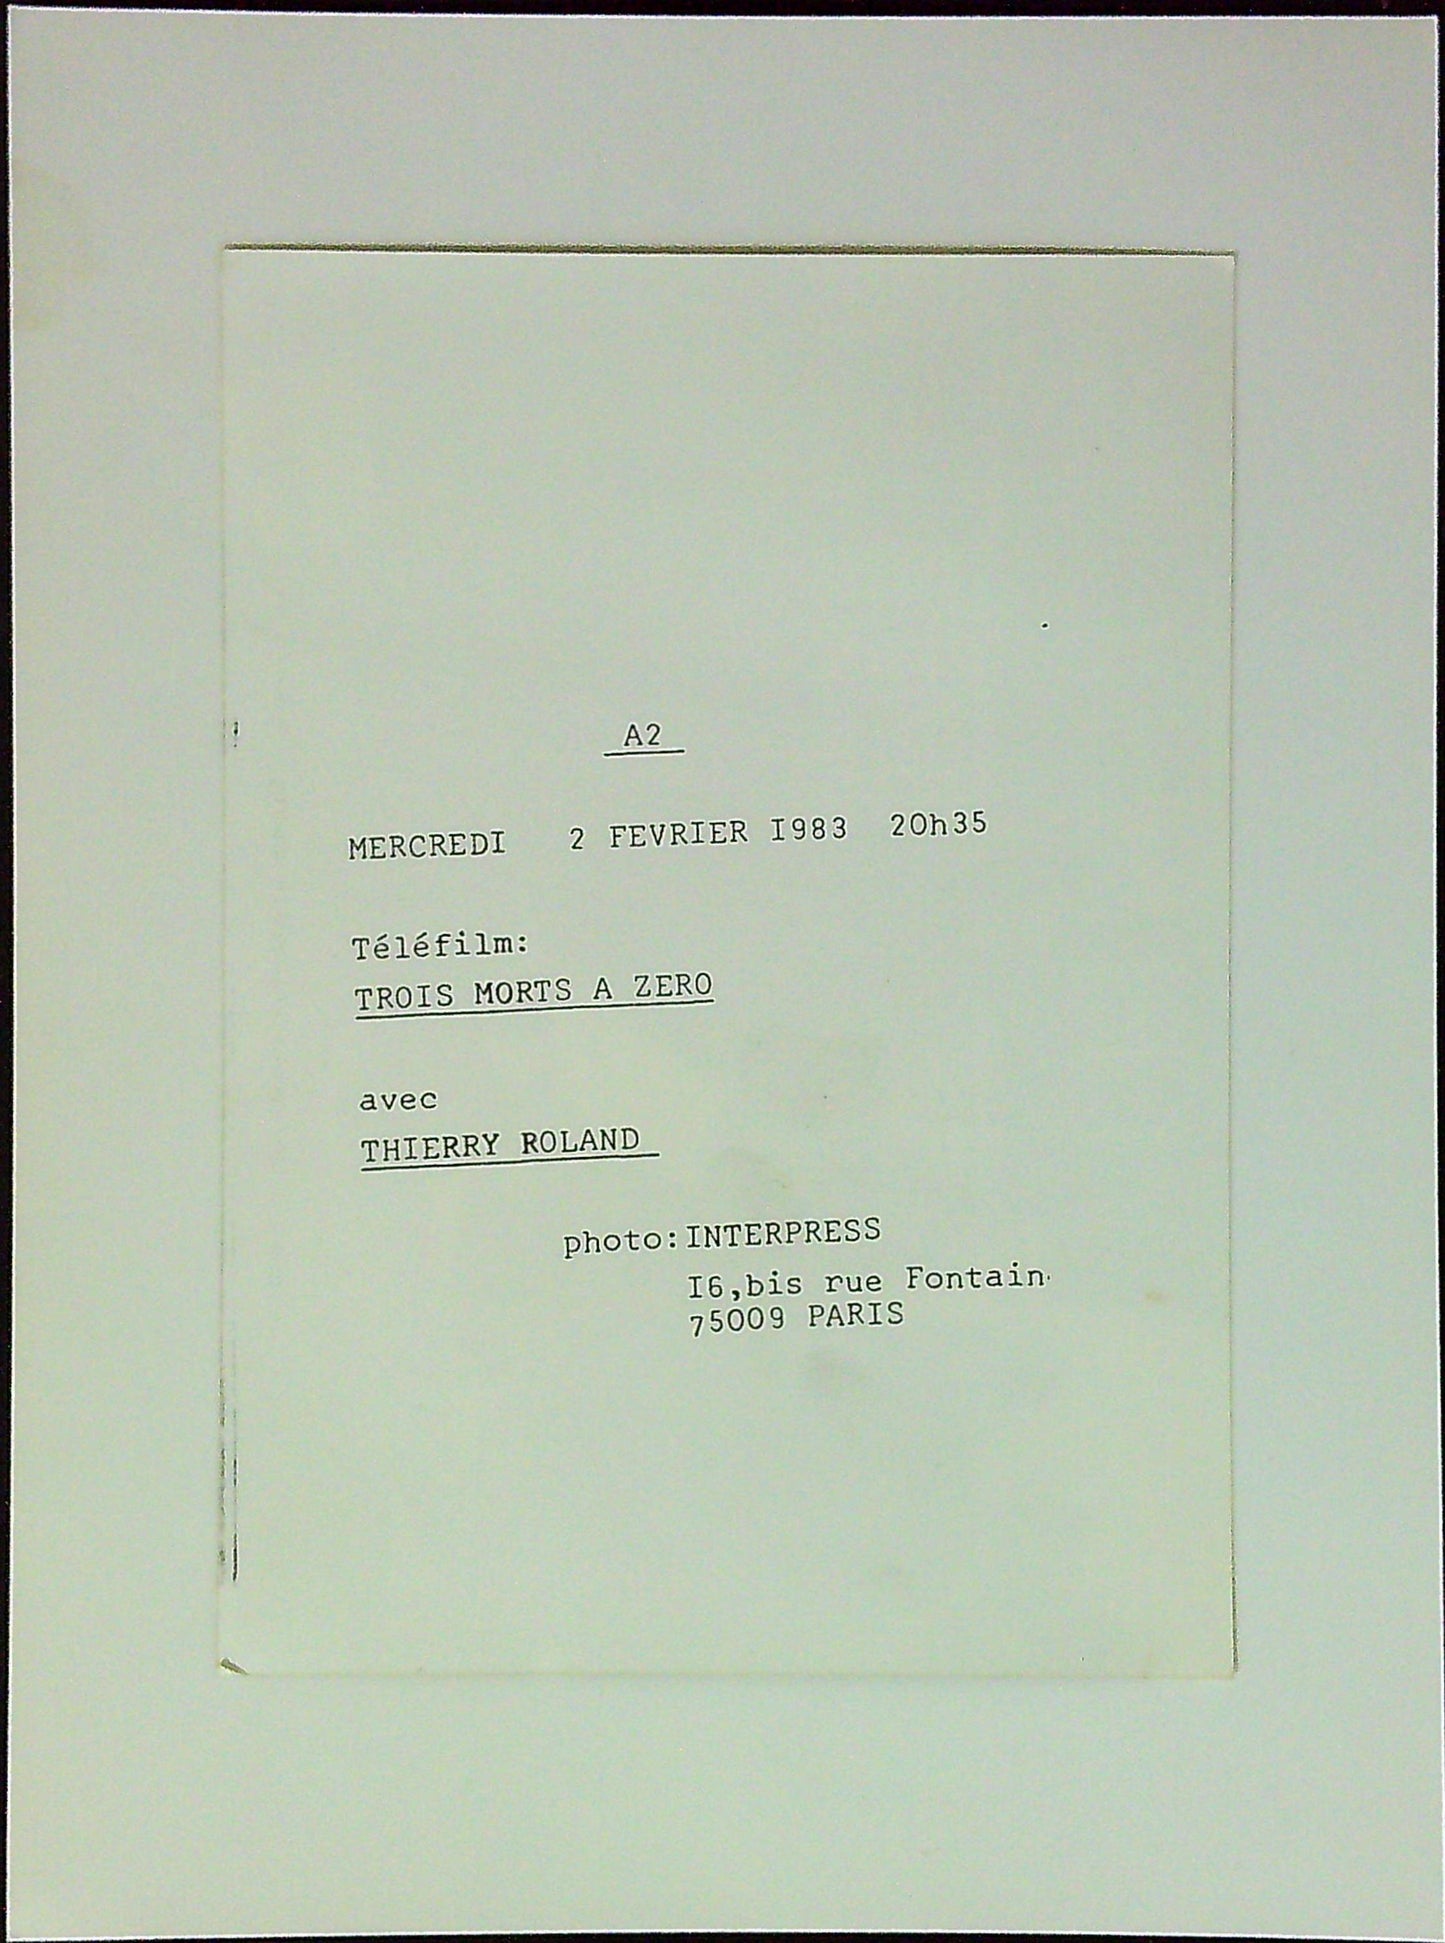 A2
MERCREDI 2 FEVRIER I983 20h35
Téléfilm:
TROIS MORTS A ZERO
avec
THIERRY ROLAND
photo:INTERPRESS
I6,bis rue Fontain
75009 PARIS